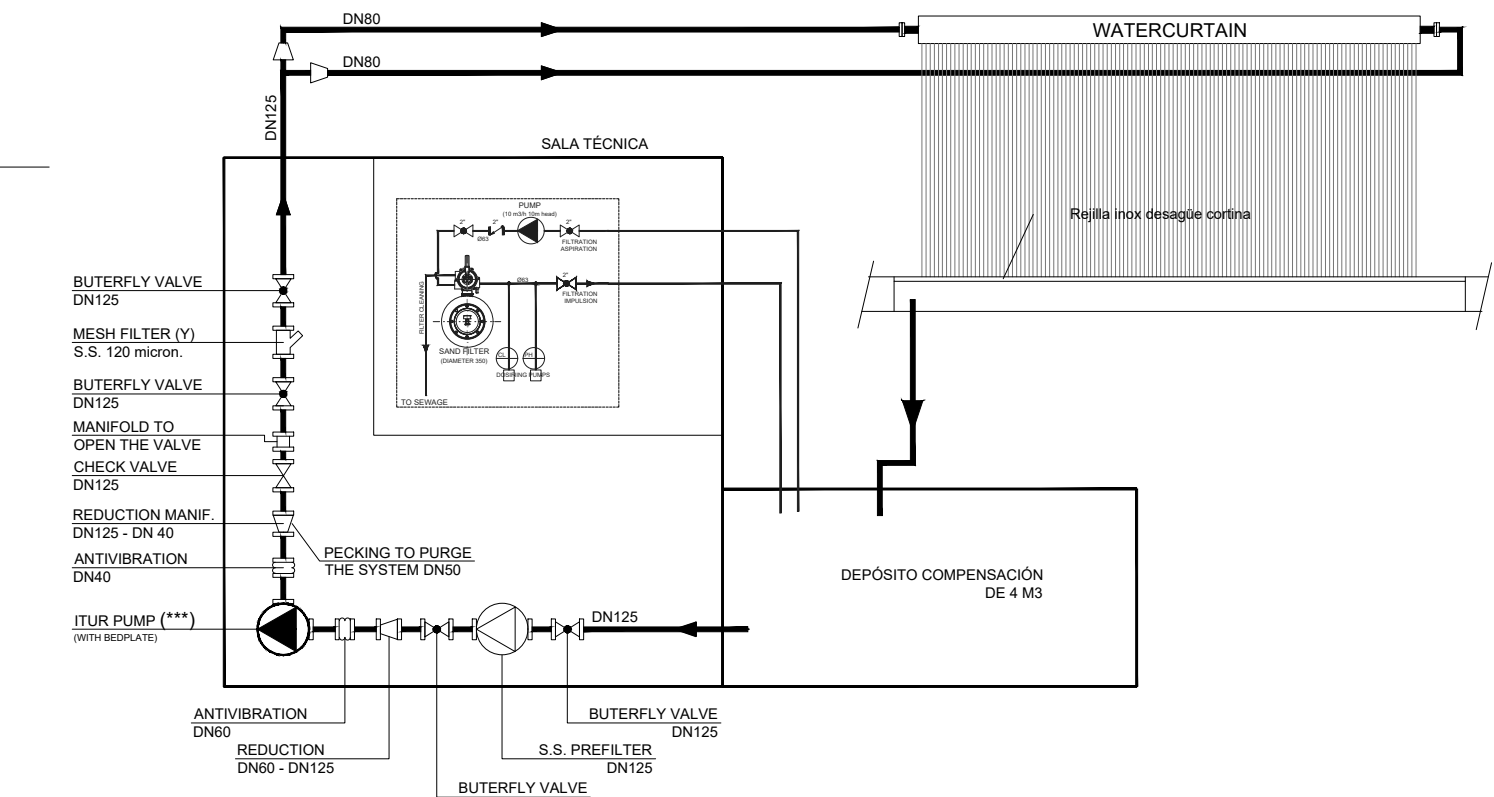 DN80
WATERCURTAIN
DN80
DN125
SALA TÉCNICA
PUMP
(10 m3/h 10m head)
2"
2"
2"
Ø63
FILTRATION
ASPIRATION
Rejilla inox desagüe cortina
Ø63
2"
FILTRATION
IMPULSION
FILTER CLEANING
SAND FILTER
(DIAMETER 350)
CL
PH
DOSIFING PUMPS
TO SEWAGE
BUTERFLY VALVE
DN125
MESH FILTER (Y)
S.S. 120 micron.
BUTERFLY VALVE
DN125
MANIFOLD TO
OPEN THE VALVE
CHECK VALVE
DN125
REDUCTION MANIF.
DN125 - DN 40
PECKING TO PURGE
THE SYSTEM DN50
ANTIVIBRATION
DN40
DEPÓSITO COMPENSACIÓN
DE 4 M3
ITUR PUMP (***)
(WITH BEDPLATE)
DN125
ANTIVIBRATION
DN60
BUTERFLY VALVE
DN125
REDUCTION
DN60 - DN125
S.S. PREFILTER
DN125
BUTERFLY VALVE